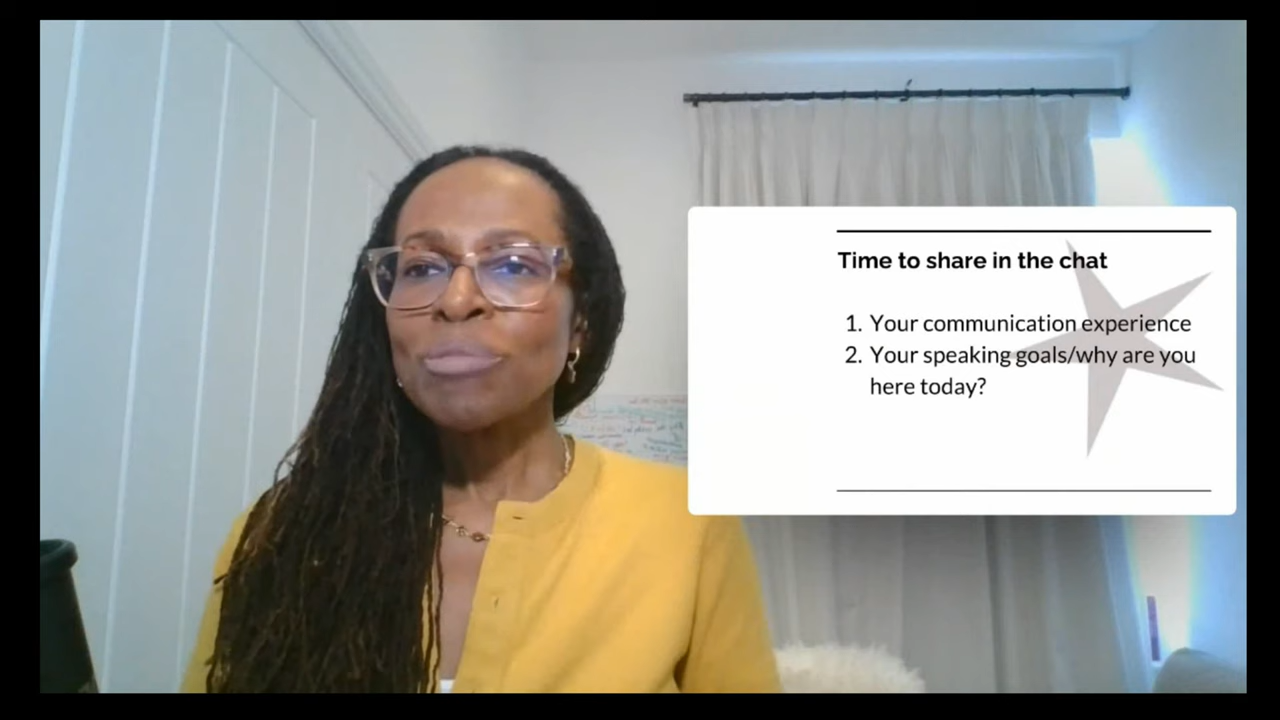 Time to share in the chat
1. Your communication experience
2. Your speaking goals/why are you
here today?